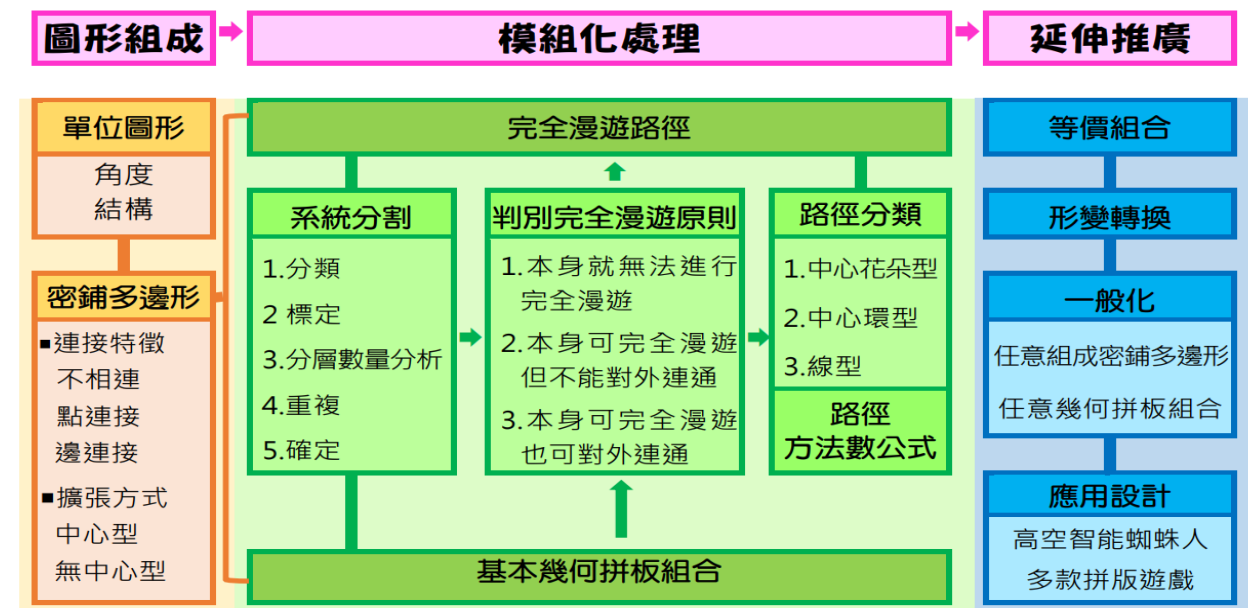 圖形組成
模組化處理
延伸推廣
單位圖形
角度
結構
密鋪多邊形
▪連接特徵
不相連
點連接
邊連接
▪擴張方式
中心型
無中心型
完全漫遊路徑
系統分割
1.分類
2 標定
3.分層數量分析
4.重複
5.確定
判別完全漫遊原則
1.本身就無法進行
完全漫遊
2.本身可完全漫遊
但不能對外連通
3.本身可完全漫遊
也可對外連通
路徑分類
1.中心花朵型
2.中心環型
3.線型
路徑
方法數公式
基本幾何拼板組合
等價組合
形變轉換
一般化
任意組成密鋪多邊形
任意幾何拼板組合
應用設計
高空智能蜘蛛人
多款拼版遊戲